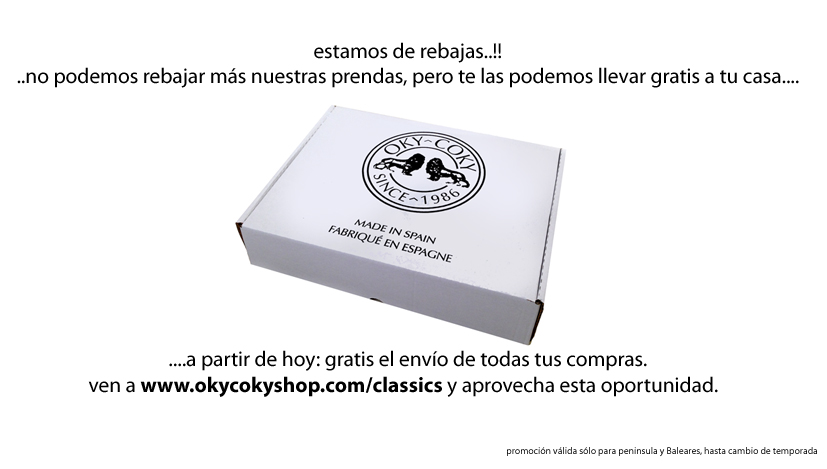 estamos de rebajas..!!
..no podemos rebajar más nuestras prendas, pero te las podemos llevar gratis a tu casa....
OKY~COKY
SINCE~1986
MADE IN SPAIN
FABRIQUÉ EN ESPAGNE
....a partir de hoy: gratis el envío de todas tus compras.
ven a www.okycokyshop.com/classics y aprovecha esta oportunidad.
promoción válida sólo para peninsula y Baleares, hasta cambio de temporada